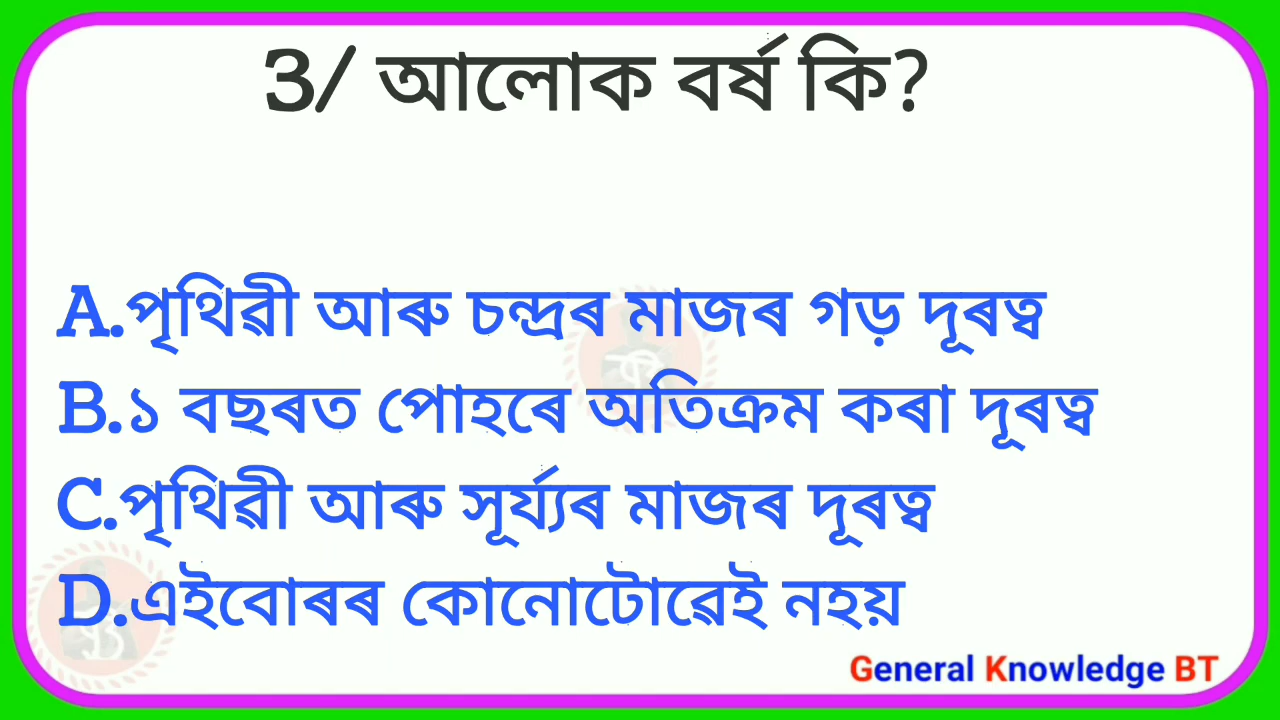 3/ আলোক বৰ্ষ কি?
A.পৃথিৱী আৰু চন্দ্ৰৰ মাজৰ গড় দূৰত্ব
B.১ বছৰত পোহৰে অতিক্ৰম কৰা দূৰত্ব
C.পৃথিৱী আৰু সূৰ্য্যৰ মাজৰ দূৰত্ব
D.এইবোৰৰ কোনোটোৱেই নহয়
General Knowledge BT